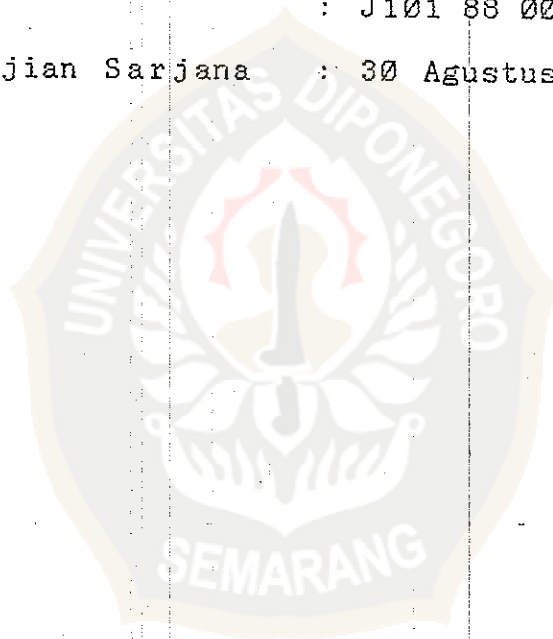 : J101 88 00
jian Sarjana : 30 Agustus
UNIVERSITAS DIPONEGORO
SEMARANG